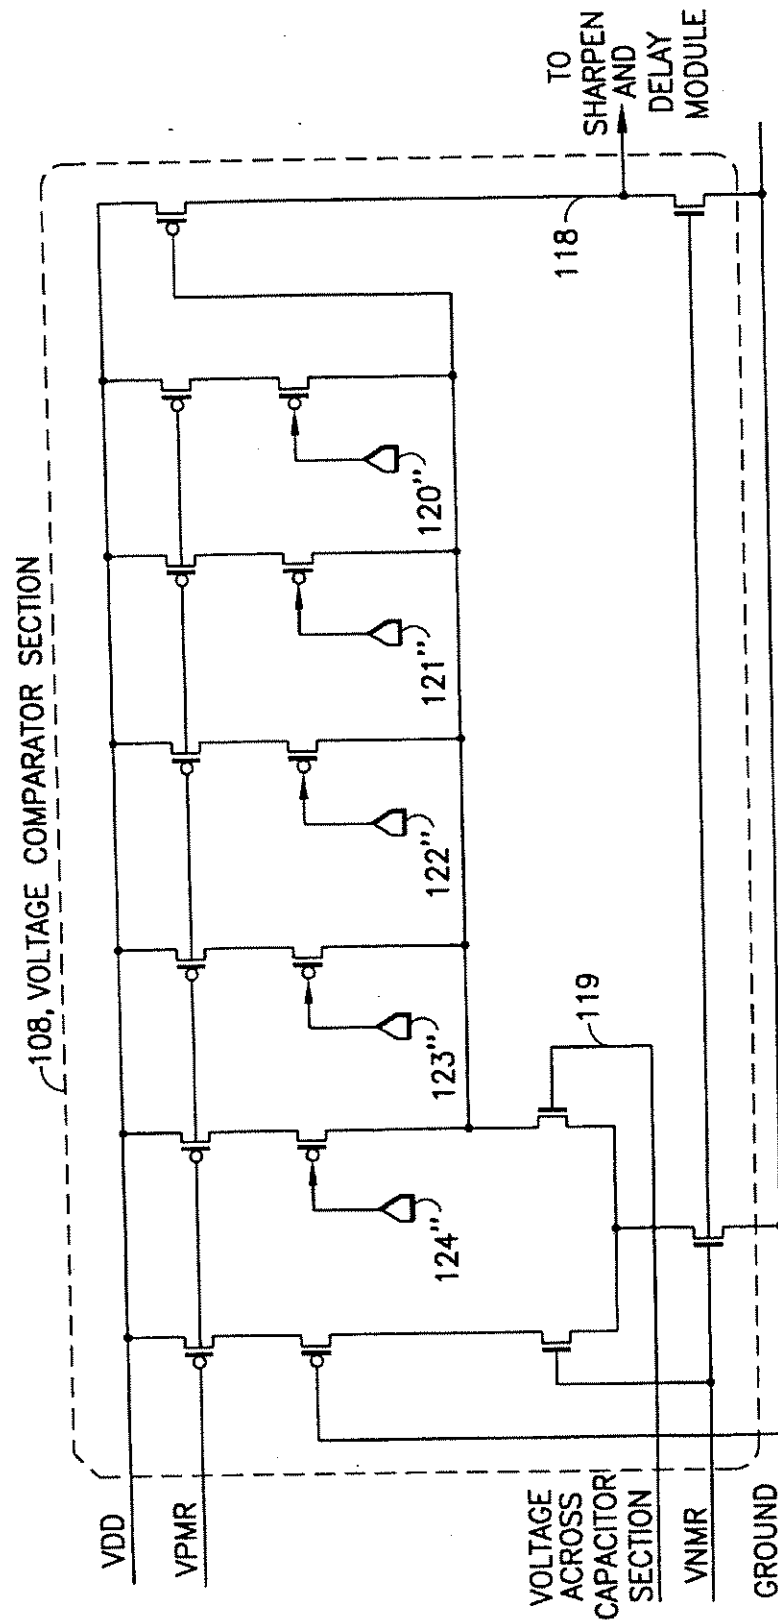 108, VOLTAGE COMPARATOR SECTION
VDD
VPMR
124"
123"
122"
121"
120"
119
118
TO
SHARPEN
AND
DELAY
MODULE
VOLTAGE
ACROSS
CAPACITOR
SECTION
VNMR
GROUND